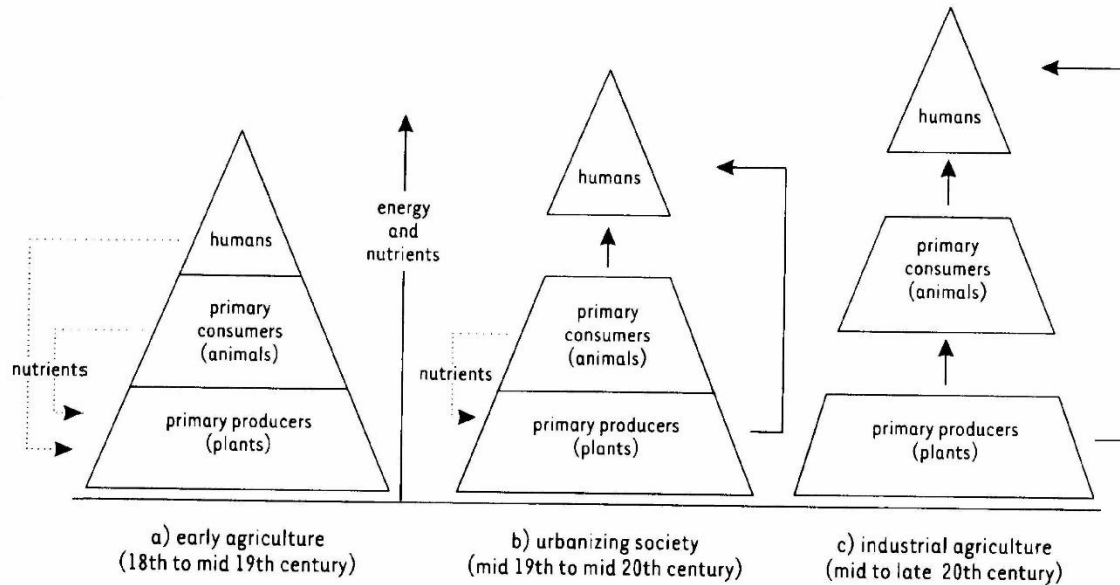 humans
primary
consumers
(animals)
nutrients
primary producers
(plants)
a) early agriculture
(18th to mid 19th century)
energy
and
nutrients
humans
primary
consumers
(animals)
nutrients
primary producers
(plants)
b) urbanizing society
(mid 19th to mid 20th century)
humans
primary
consumers
(animals)
primary producers
(plants)
c) industrial agriculture
(mid to late 20th century)